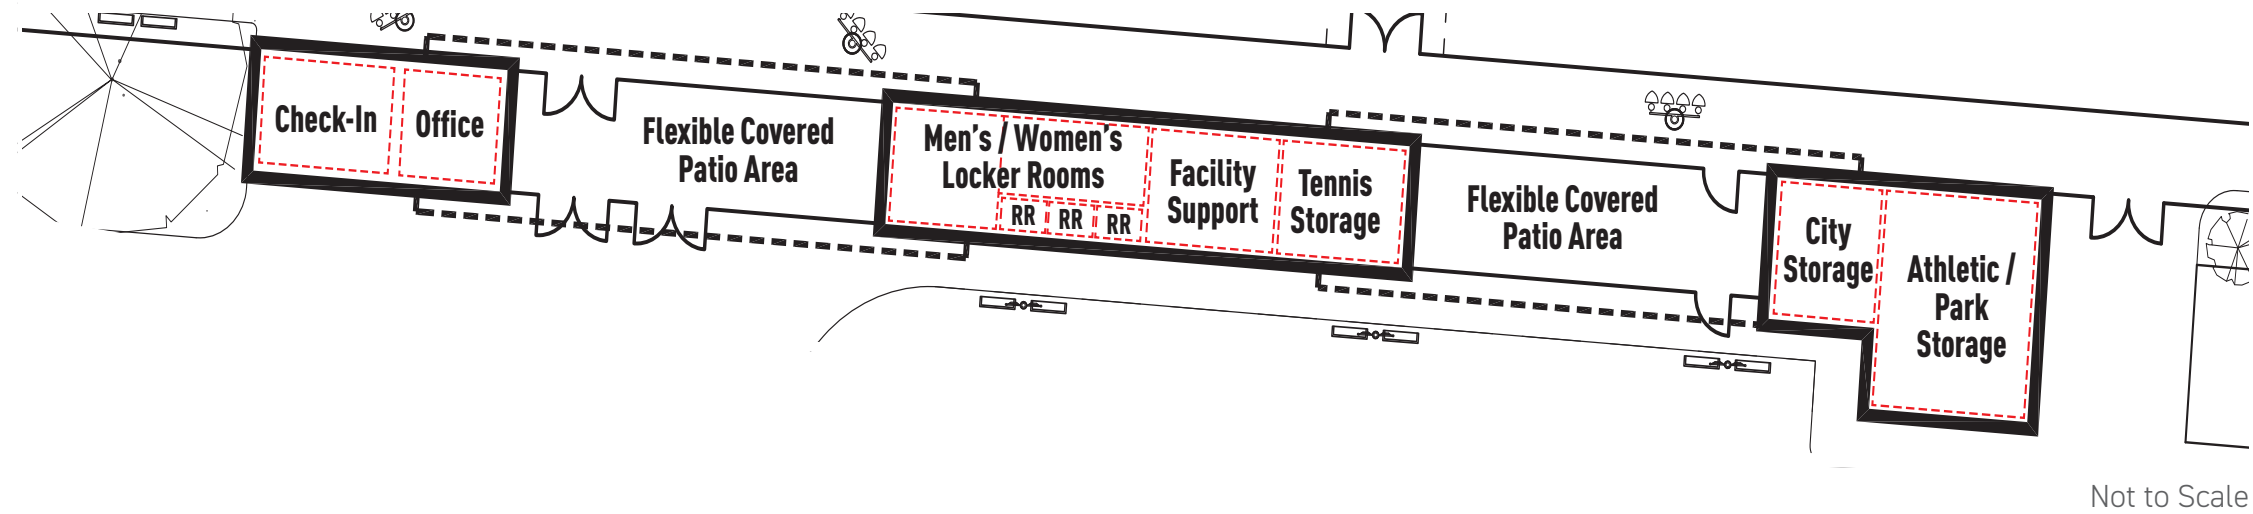 Check-In
Office
Flexible Covered
Patio Area
Men’s / Women’s
Locker Rooms
RR
RR
RR
Facility
Support
Tennis
Storage
Flexible Covered
Patio Area
City
Storage
Athletic /
Park
Storage
Not to Scale